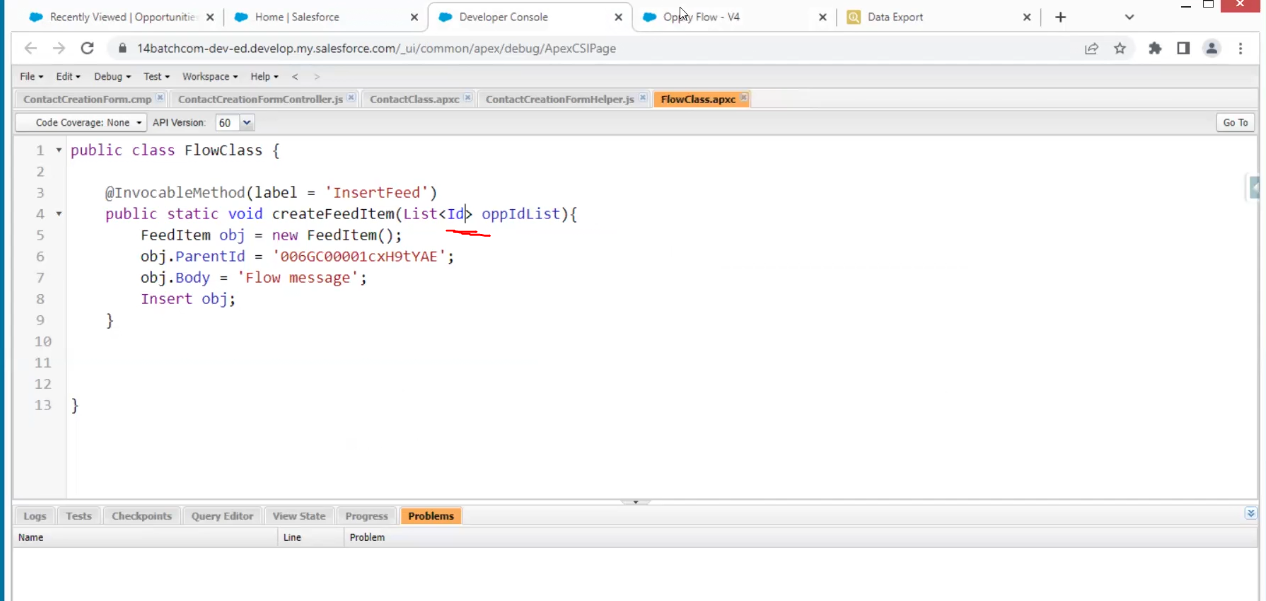 Recently Viewed | Opportunities Home | Salesforce Developer Console Oppty Flow - V4 Data Export
14batchcom-dev-ed.develop.my.salesforce.com/_ui/common/apex/debug/ApexCSIPage
File Edit Debug Test Workspace Help < >
ContactCreationForm.cmp ContactCreationFormController.js ContactClass.apxc ContactCreationFormHelper.js FlowClass.apxc
Code Coverage: None API Version: 60 Go To
1 public class FlowClass {
2
3 @InvocableMethod(label = 'InsertFeed')
4 public static void createFeedItem(List<Id> oppIdList){
5 FeedItem obj = new FeedItem();
6 obj.ParentId = '006GC00001cxH9tYAE';
7 obj.Body = 'Flow message';
8 Insert obj;
9 }
10
11
12
13 }
Logs Tests Checkpoints Query Editor View State Progress Problems
Name Line Problem